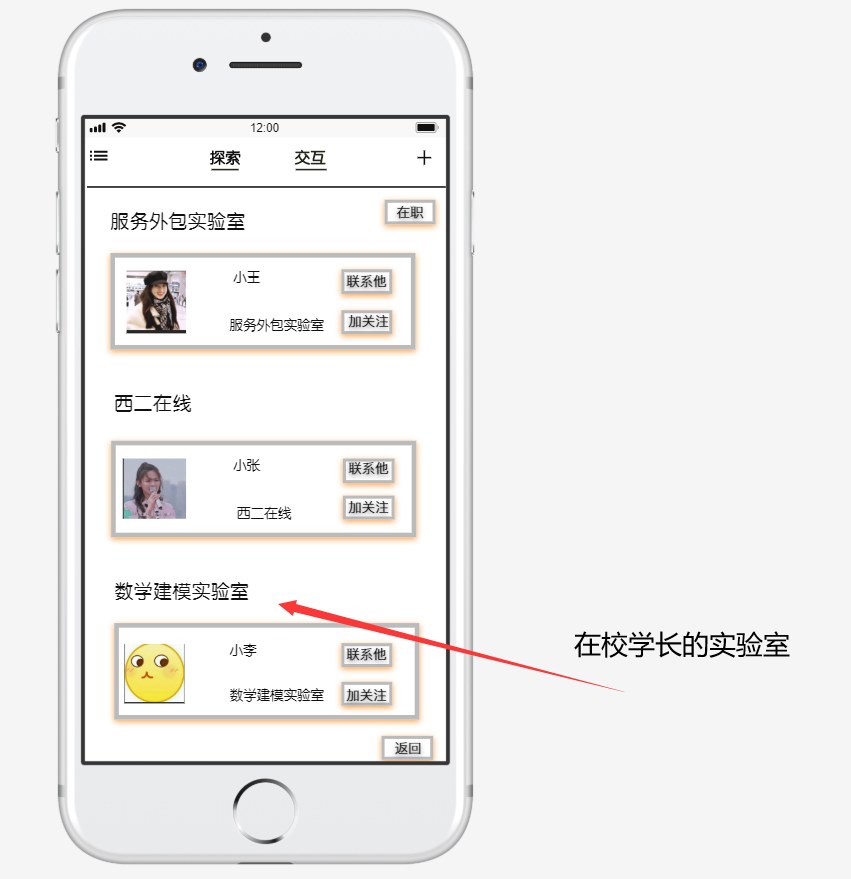 12:00
探索 交互
服务外包实验室
在职
小王
联系他
服务外包实验室
加关注
西二在线
小张
联系他
西二在线
加关注
数学建模实验室
小李
联系他
数学建模实验室
加关注
返回
在校学长的实验室